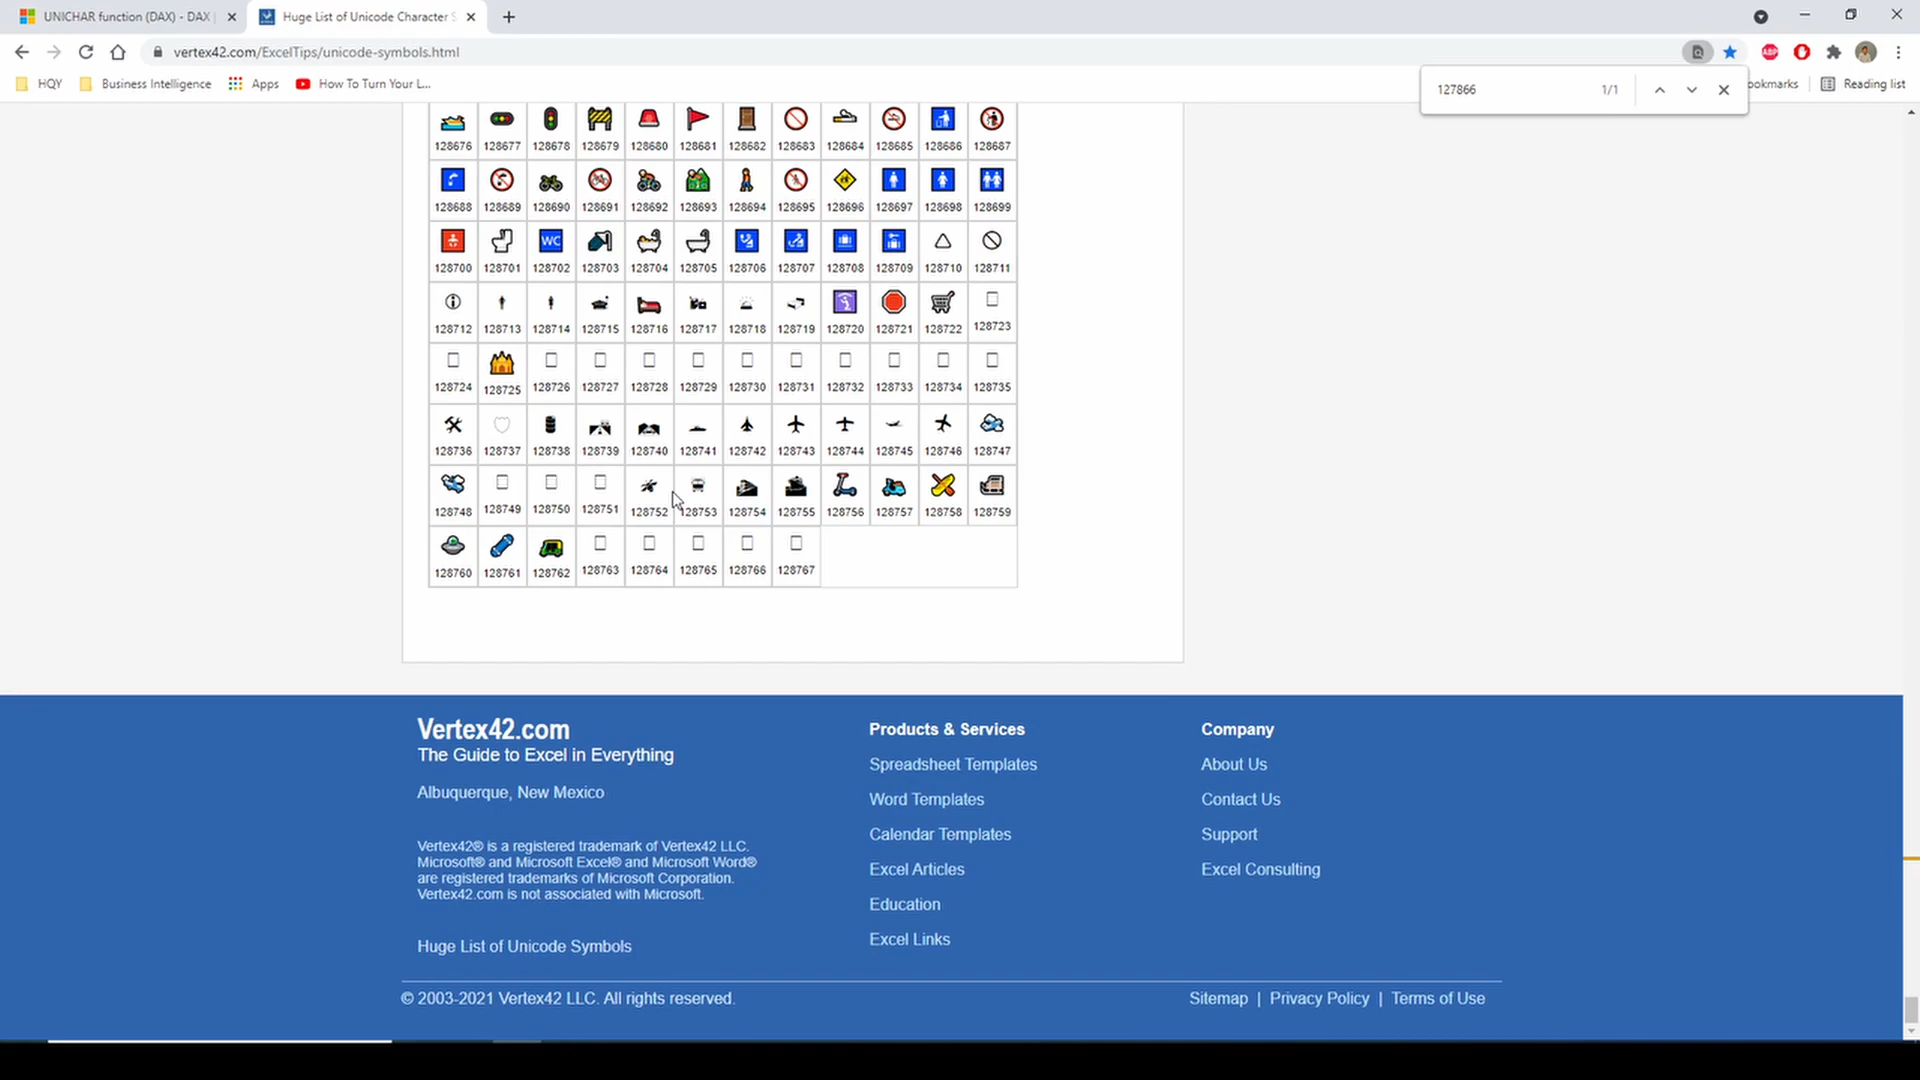 UNICHAR function (DAX) - DAX
Huge List of Unicode Character S
vertex42.com/ExcelTips/unicode-symbols.html
ABP
HQY
Business Intelligence
Apps
How To Turn Your L...
127866
1/1
ookmarks
Reading list
128676 128677 128678 128679 128680 128681 128682 128683 128684 128685 128686 128687
128688 128689 128690 128691 128692 128693 128694 128695 128696 128697 128698 128699
WC
128700 128701 128702 128703 128704 128705 128706 128707 128708 128709 128710 128711
128712 128713 128714 128715 128716 128717 128718 128719 128720 128721 128722 128723
128724 128725 128726 128727 128728 128729 128730 128731 128732 128733 128734 128735
128736 128737 128738 128739 128740 128741 128742 128743 128744 128745 128746 128747
128748 128749 128750 128751 128752 128753 128754 128755 128756 128757 128758 128759
128760 128761 128762 128763 128764 128765 128766 128767
Vertex42.com
The Guide to Excel in Everything
Albuquerque, New Mexico
Vertex42® is a registered trademark of Vertex42 LLC.
Microsoft® and Microsoft Excel® and Microsoft Word®
are registered trademarks of Microsoft Corporation.
Vertex42.com is not associated with Microsoft.
Huge List of Unicode Symbols
Products & Services
Spreadsheet Templates
Word Templates
Calendar Templates
Excel Articles
Education
Excel Links
Company
About Us
Contact Us
Support
Excel Consulting
© 2003-2021 Vertex42 LLC. All rights reserved.
Sitemap | Privacy Policy | Terms of Use